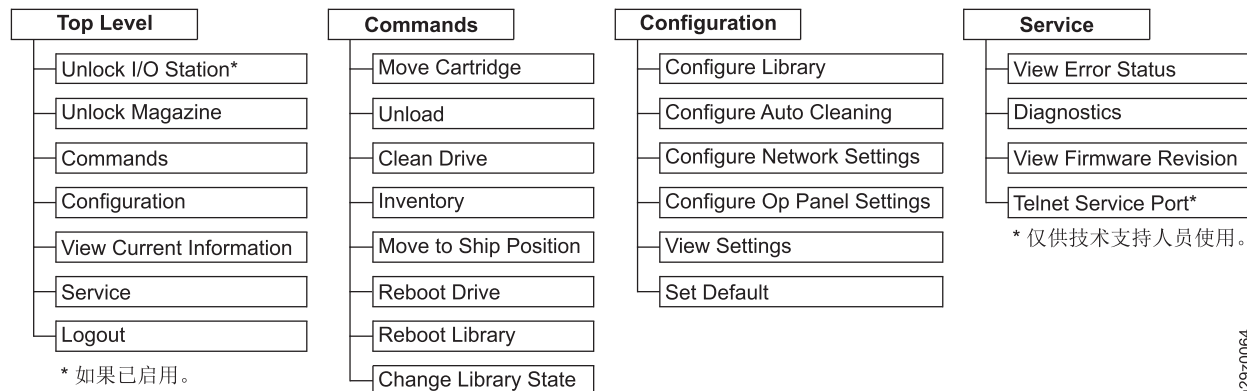 Top Level
Unlock I/O Station*
Unlock Magazine
Commands
Configuration
View Current Information
Service
Logout
* 如果已启用。
Commands
Move Cartridge
Unload
Clean Drive
Inventory
Move to Ship Position
Reboot Drive
Reboot Library
Change Library State
Configuration
Configure Library
Configure Auto Cleaning
Configure Network Settings
Configure Op Panel Settings
View Settings
Set Default
Service
View Error Status
Diagnostics
View Firmware Revision
Telnet Service Port*
* 仅供技术支持人员使用。
a29z0064